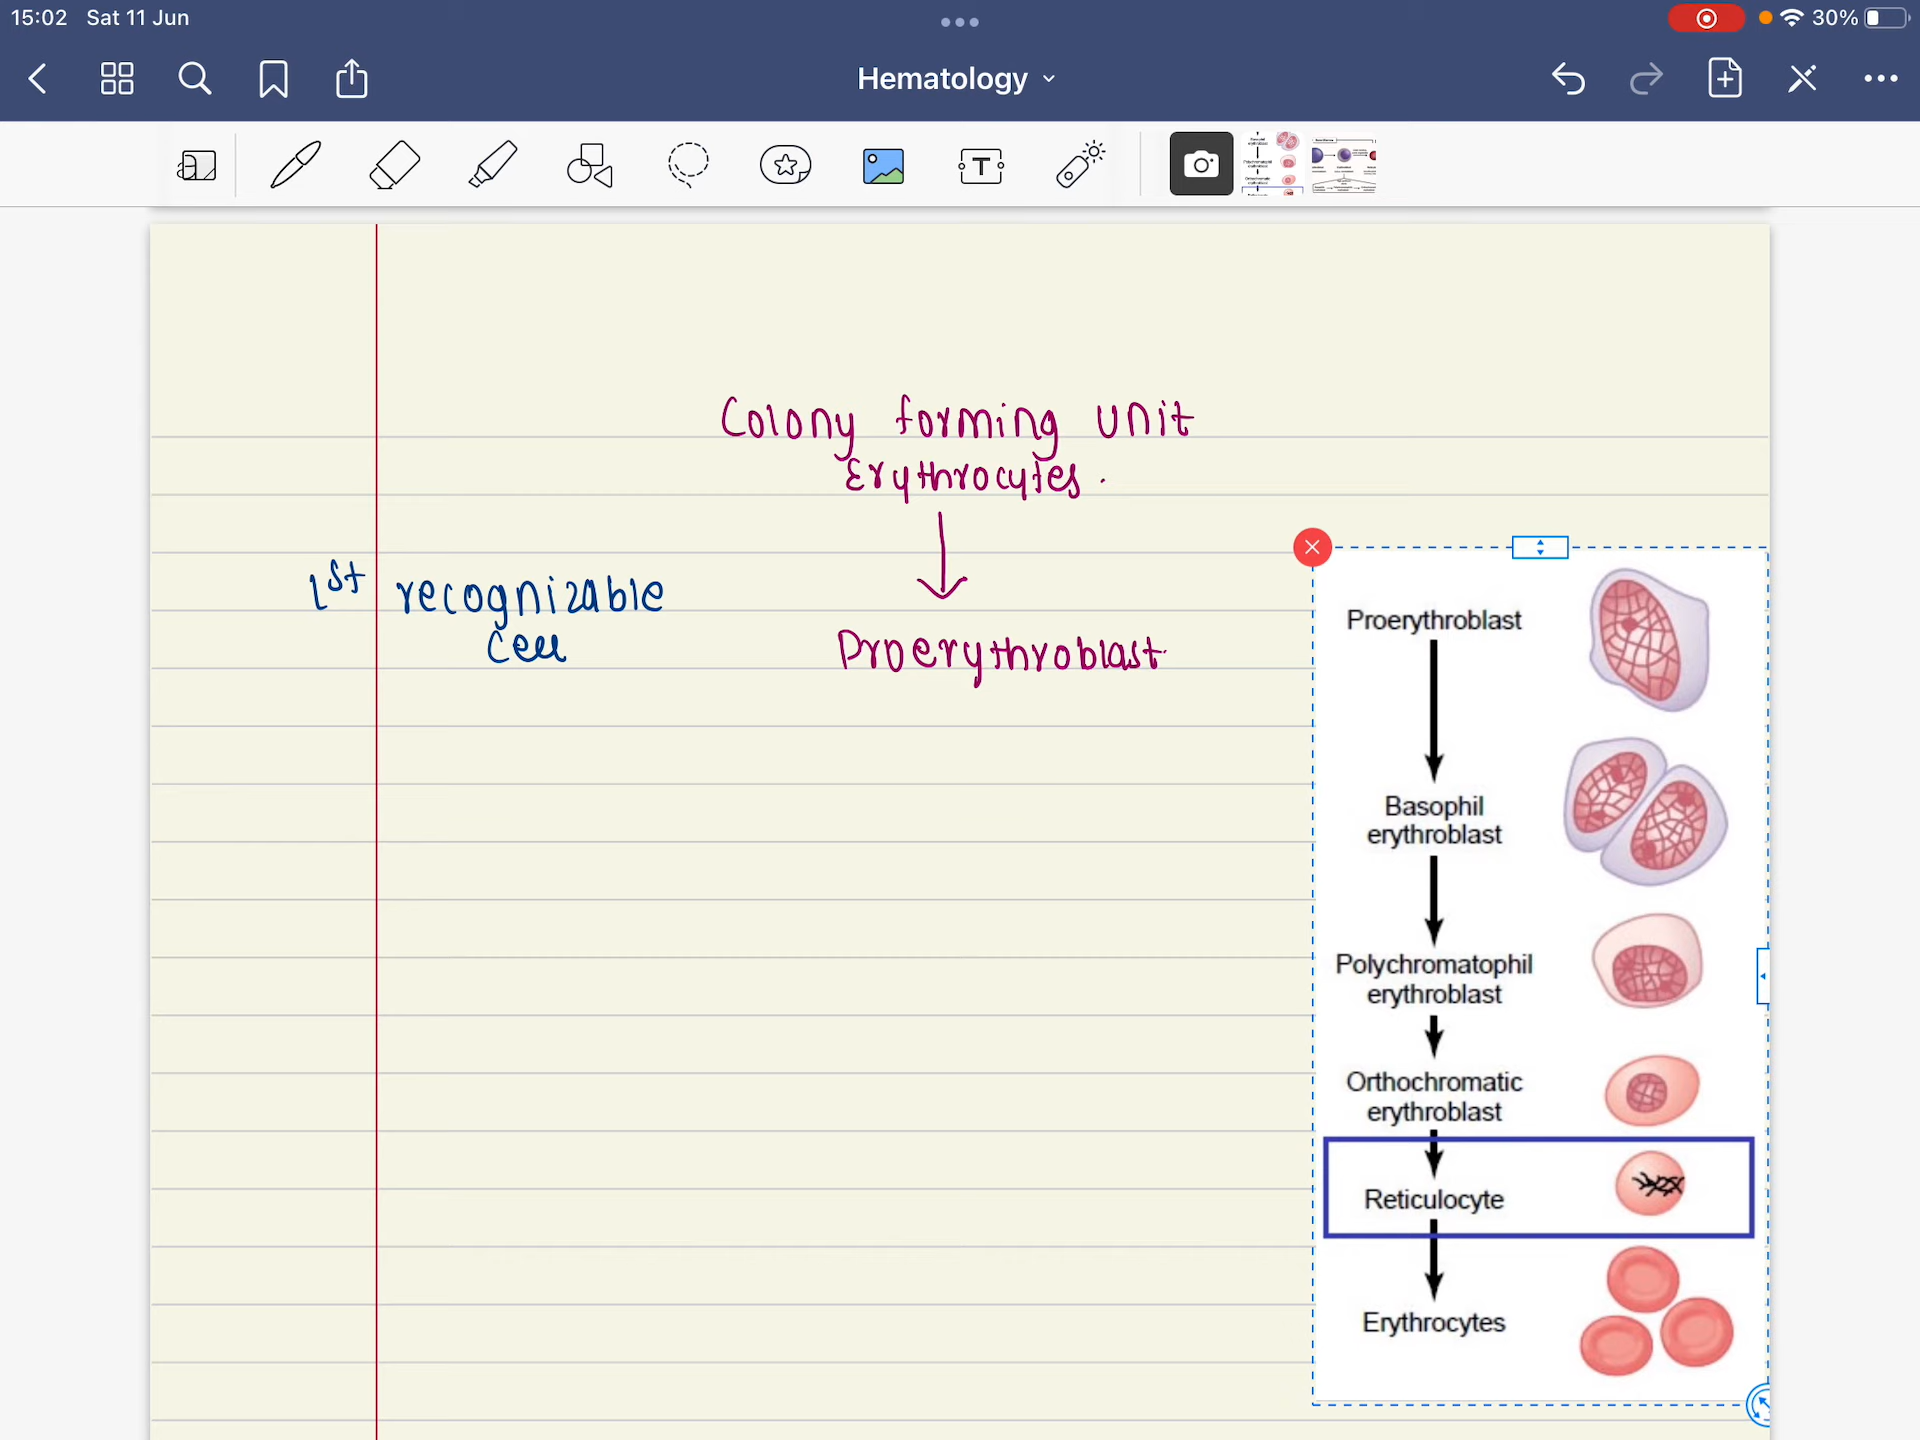 15:02 Sat 11 Jun
30%
Hematology
T
Colony forming unit
Erythrocytes.
1st recognizable
cell
Proerythroblast.
Proerythroblast
Basophil
erythroblast
Polychromatophil
erythroblast
Orthochromatic
erythroblast
Reticulocyte
Erythrocytes